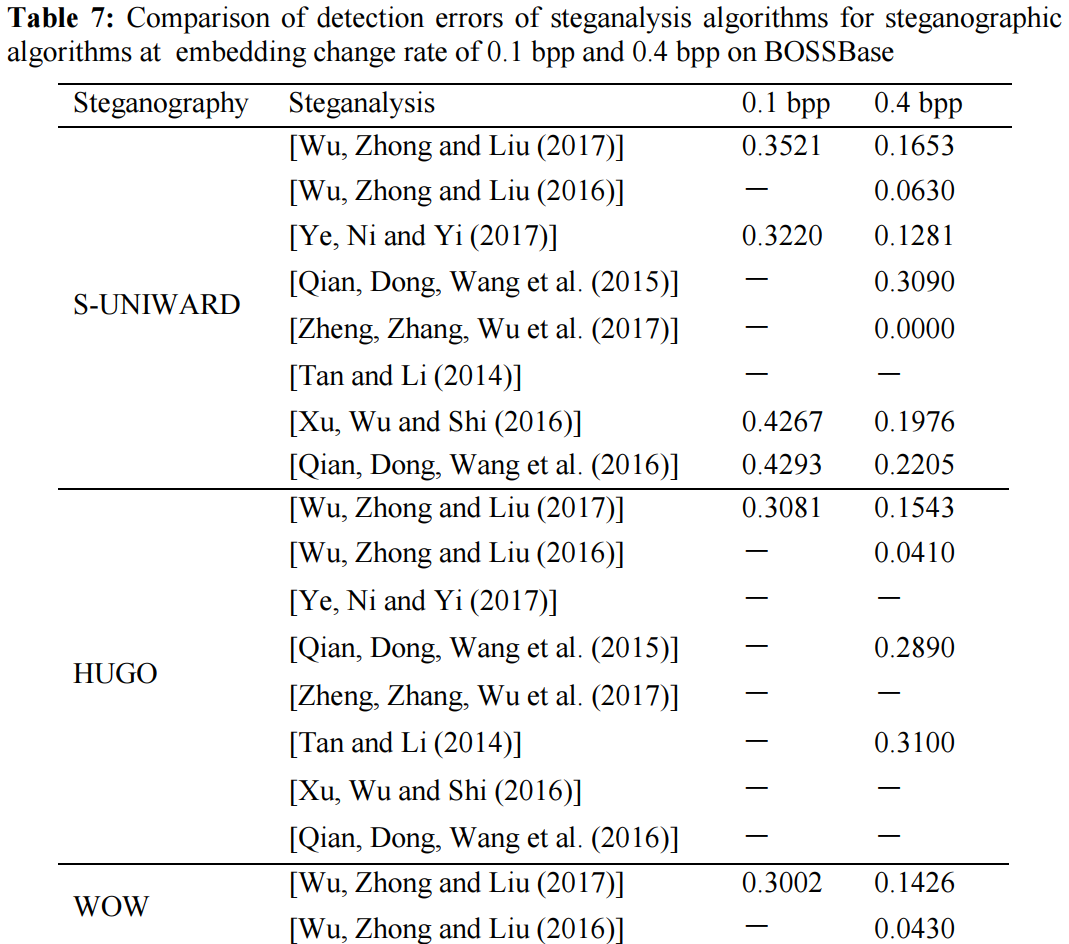 Table 7: Comparison of detection errors of steganalysis algorithms for steganographic
algorithms at embedding change rate of 0.1 bpp and 0.4 bpp on BOSSBase
Steganography Steganalysis 0.1 bpp 0.4 bpp
[Wu, Zhong and Liu (2017)] 0.3521 0.1653
[Wu, Zhong and Liu (2016)] — 0.0630
[Ye, Ni and Yi (2017)] 0.3220 0.1281
[Qian, Dong, Wang et al. (2015)] — 0.3090
S-UNIWARD
[Zheng, Zhang, Wu et al. (2017)] — 0.0000
[Tan and Li (2014)] — —
[Xu, Wu and Shi (2016)] 0.4267 0.1976
[Qian, Dong, Wang et al. (2016)] 0.4293 0.2205
[Wu, Zhong and Liu (2017)] 0.3081 0.1543
[Wu, Zhong and Liu (2016)] — 0.0410
[Ye, Ni and Yi (2017)] — —
[Qian, Dong, Wang et al. (2015)] — 0.2890
HUGO
[Zheng, Zhang, Wu et al. (2017)] — —
[Tan and Li (2014)] — 0.3100
[Xu, Wu and Shi (2016)] — —
[Qian, Dong, Wang et al. (2016)] — —
[Wu, Zhong and Liu (2017)] 0.3002 0.1426
WOW
[Wu, Zhong and Liu (2016)] — 0.0430